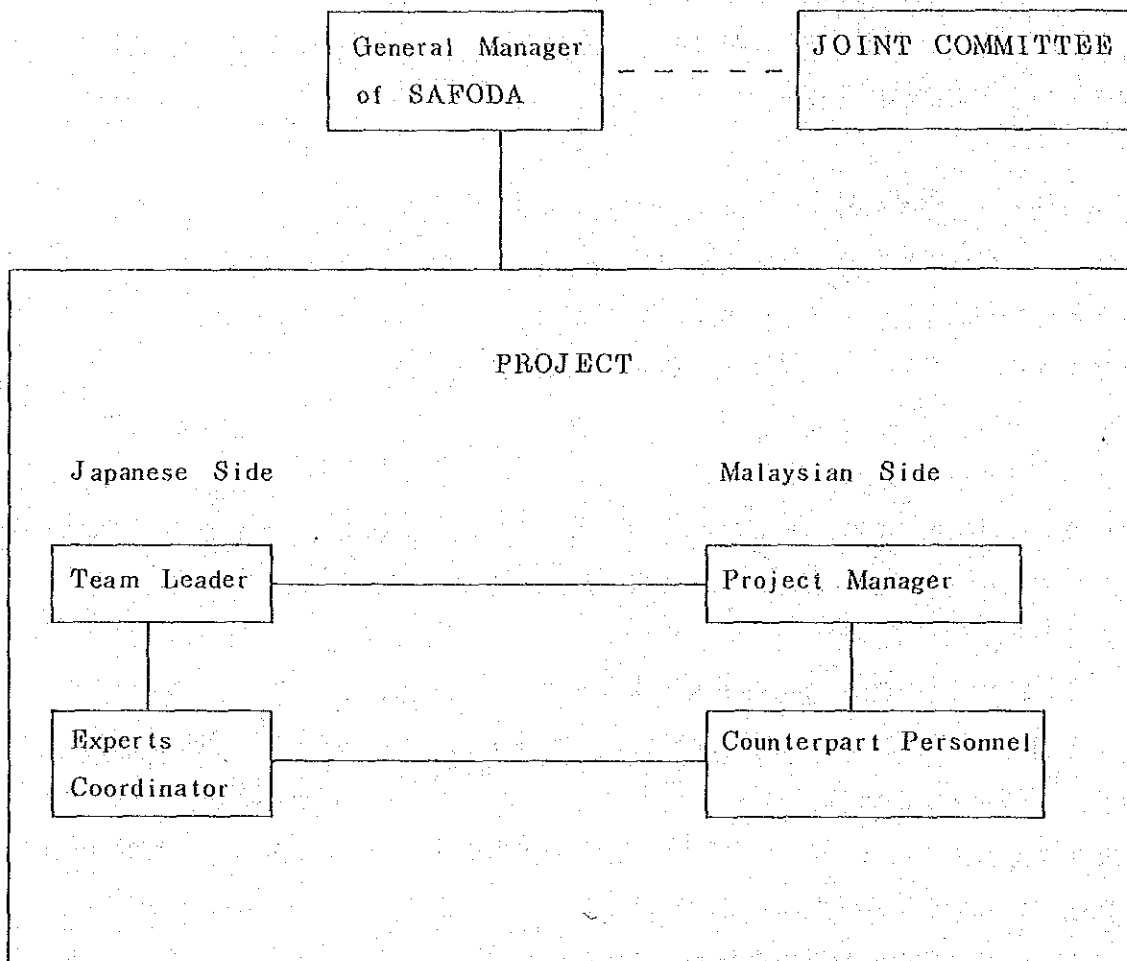 General Manager
of SAFODA
JOINT COMMITTEE
PROJECT
Japanese Side
Malaysian Side
Team Leader
Project Manager
Experts
Coordinator
Counterpart Personnel